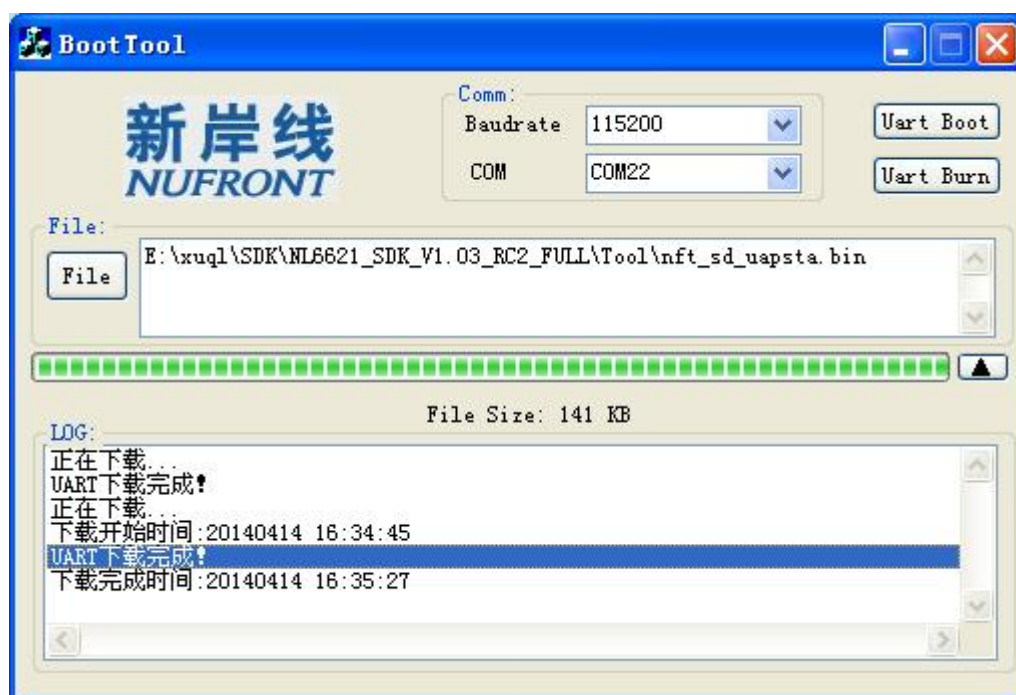 BootTool
新岸线
NUFRONT
Comm:
Baudrate 115200
COM COM22
Uart Boot
Uart Burn
File:
File
E:\xuql\SDK\NL6621_SDK_V1.03_RC2_FULL\Tool\nft_sd_uapsta.bin
File Size: 141 KB
LOG:
正在下载...
UART下载完成!
正在下载...
下载开始时间:20140414 16:34:45
UART下载完成!
下载完成时间:20140414 16:35:27